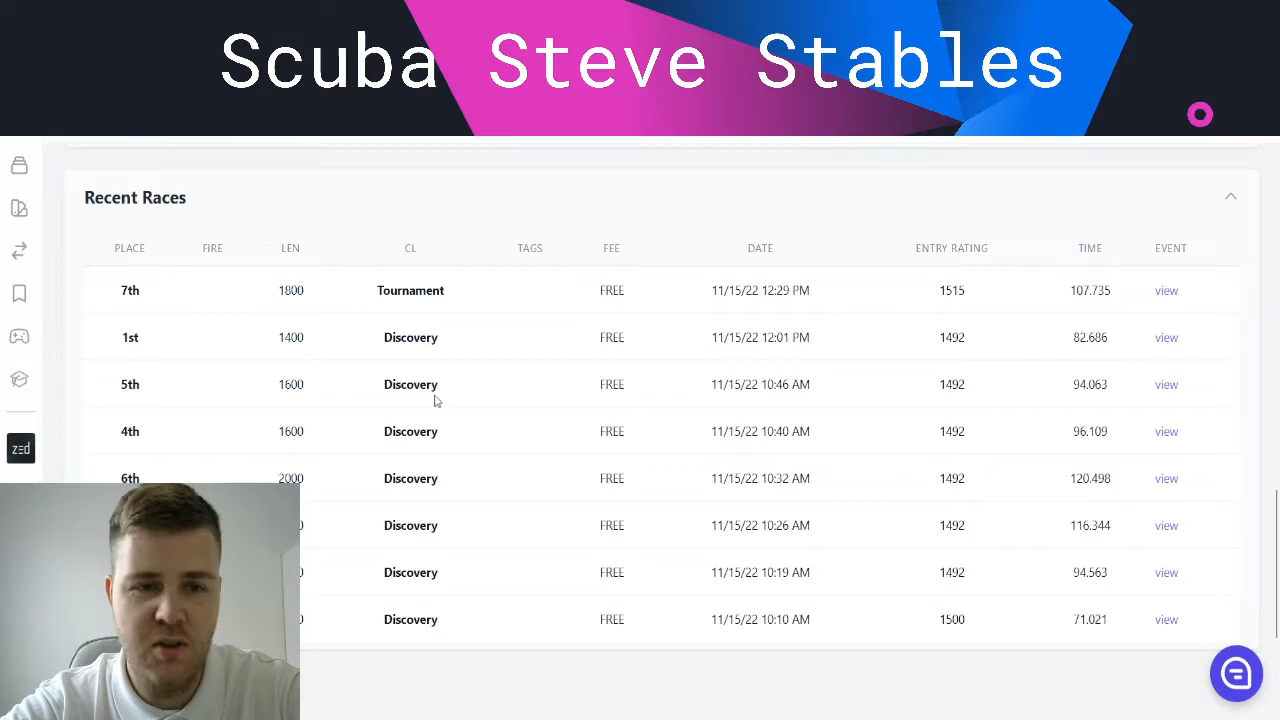 Scuba Steve Stables
Recent Races
PLACE FIRE LEN CL TAGS FEE DATE ENTRY RATING TIME EVENT
7th 1800 Tournament FREE 11/15/22 12:29 PM 1515 107.735 view
1st 1400 Discovery FREE 11/15/22 12:01 PM 1492 82.686 view
5th 1600 Discovery FREE 11/15/22 10:46 AM 1492 94.063 view
4th 1600 Discovery FREE 11/15/22 10:40 AM 1492 96.109 view
zed
6th 2000 Discovery FREE 11/15/22 10:32 AM 1492 120.498 view
Discovery FREE 11/15/22 10:26 AM 1492 116.344 view
Discovery FREE 11/15/22 10:19 AM 1492 94.563 view
Discovery FREE 11/15/22 10:10 AM 1500 71.021 view